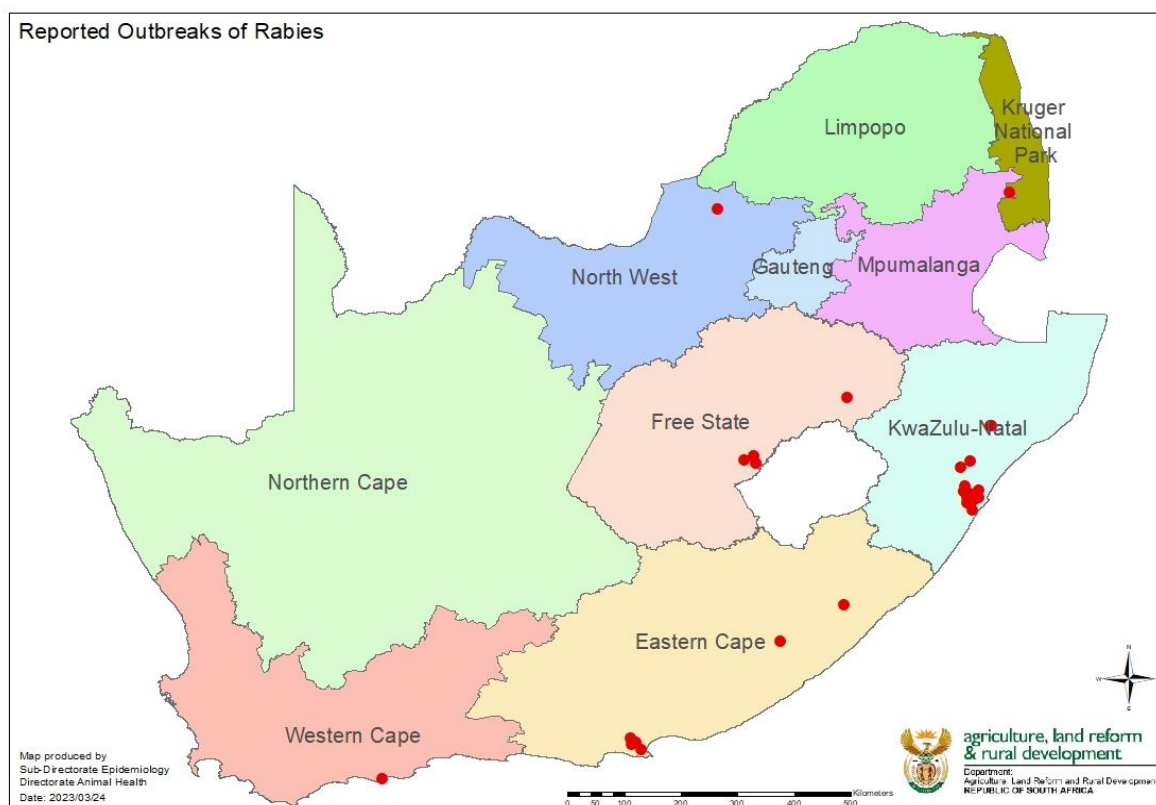 Reported Outbreaks of Rabies
Limpopo
Kruger
National
Park
North West
Gauteng
Mpumalanga
Free State
KwaZulu-Natal
Northern Cape
Eastern Cape
Western Cape
N
W
E
S
Map produced by
Sub-Directorate Epidemiology
Directorate Animal Health
Date: 2023/03/24
Kilometers
0 50 100 200 300 400 500
agriculture, land reform
& rural development
Department:
Agriculture, Land Reform and Rural Development
REPUBLIC OF SOUTH AFRICA